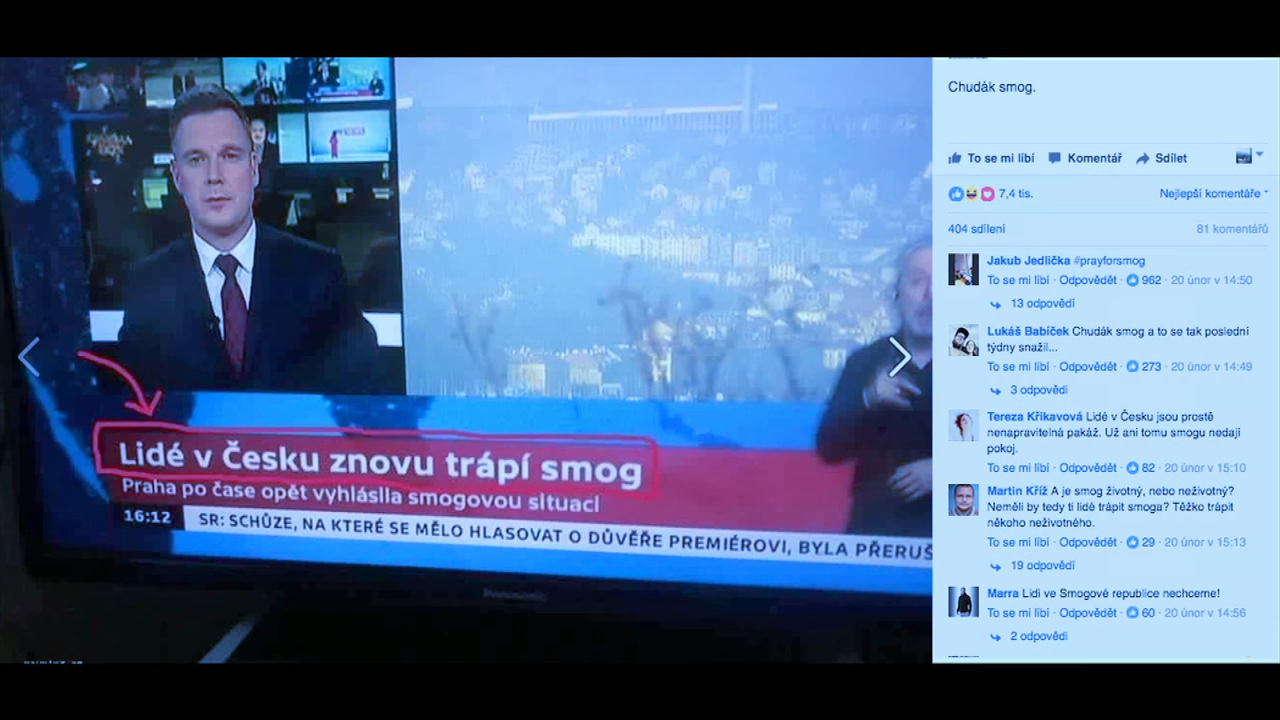 Lidé v Česku znovu trápí smog
Praha po čase opět vyhlásila smogovou situaci
16:12
SR: SCHŮZE, NA KTERÉ SE MĚLO HLASOVAT O DŮVĚŘE PREMIÉROVI, BYLA PŘERUŠ
Panasonic
Chudák smog.
To se mi líbí Komentář Sdílet
7,4 tis. Nejlepší komentáře
404 sdílení 81 komentářů
Jakub Jedlička #prayforsmog
To se mi líbí · Odpovědět · 962 · 20 únor v 14:50
13 odpovědí
Lukáš Babíček Chudák smog a to se tak poslední
týdny snažil...
To se mi líbí · Odpovědět · 273 · 20 únor v 14:49
3 odpovědi
Tereza Křikavová Lidé v Česku jsou prostě
nenapravitelná pakáž. Už ani tomu smogu nedají
pokoj.
To se mi líbí · Odpovědět · 82 · 20 únor v 15:10
Martin Kříž A je smog životný, nebo neživotný?
Neměli by tedy ti lidé trápit smoga? Těžko trápit
někoho neživotného.
To se mi líbí · Odpovědět · 29 · 20 únor v 15:13
19 odpovědí
Marra Lidi ve Smogové republice nechceme!
To se mi líbí · Odpovědět · 60 · 20 únor v 14:56
2 odpovědi